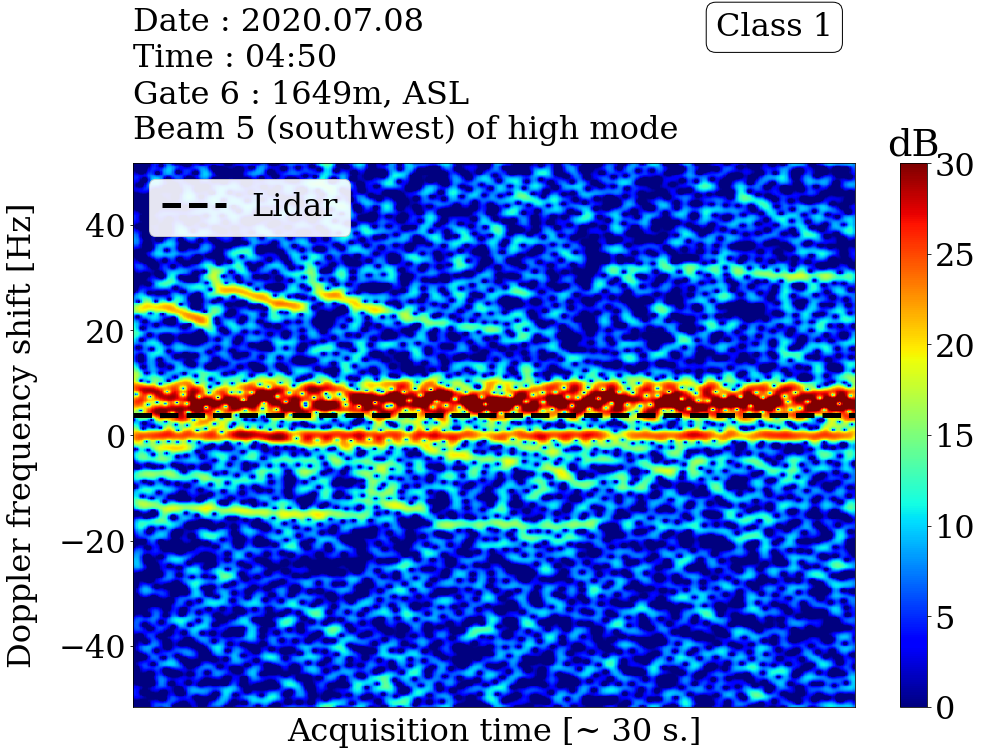 Date : 2020.07.08
Time : 04:50
Gate 6 : 1649m, ASL
Beam 5 (southwest) of high mode
Class 1
dB
Lidar
Doppler frequency shift [Hz]
40
20
0
−20
−40
30
25
20
15
10
5
0
Acquisition time [~ 30 s.]